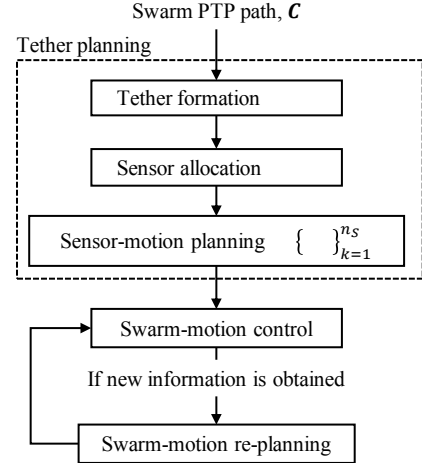 Swarm PTP path, C
Tether planning
Tether formation
Sensor allocation
Sensor-motion planning { }_{k=1}^{n_S}
Swarm-motion control
If new information is obtained
Swarm-motion re-planning